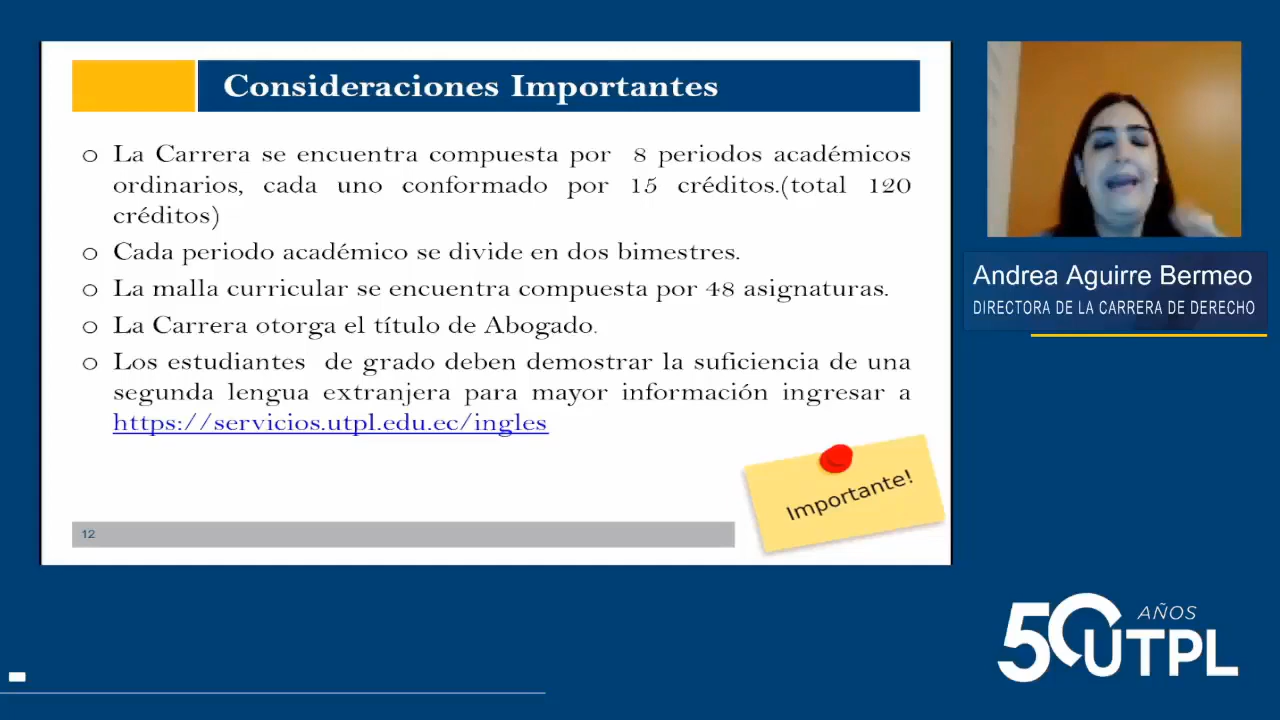 Consideraciones Importantes
o La Carrera se encuentra compuesta por 8 periodos académicos
ordinarios, cada uno conformado por 15 créditos.(total 120
créditos)
o Cada periodo académico se divide en dos bimestres.
o La malla curricular se encuentra compuesta por 48 asignaturas.
o La Carrera otorga el título de Abogado.
o Los estudiantes de grado deben demostrar la suficiencia de una
segunda lengua extranjera para mayor información ingresar a
https://servicios.utpl.edu.ec/ingles
Importante!
12
Andrea Aguirre Bermeo
DIRECTORA DE LA CARRERA DE DERECHO
50 AÑOS
UTPL